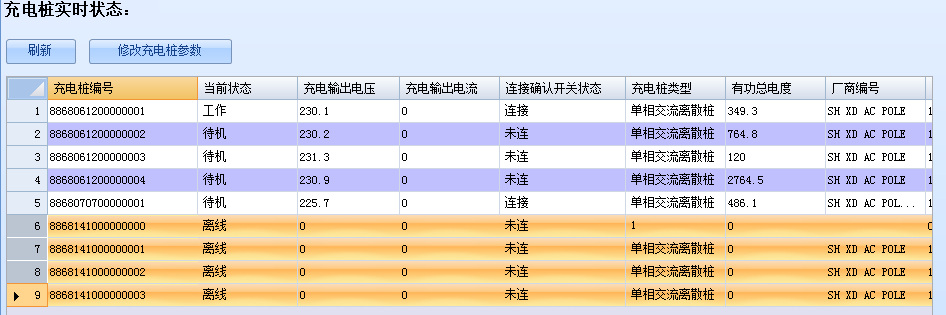 充电桩实时状态：
刷新 修改充电桩参数
充电桩编号 当前状态 充电输出电压 充电输出电流 连接确认开关状态 充电桩类型 有功总电度 厂商编号
1 8868061200000001 工作 230.1 0 连接 单相交流离散桩 349.3 SH XD AC POLE 1
2 8868061200000002 待机 230.2 0 未连 单相交流离散桩 764.8 SH XD AC POLE 1
3 8868061200000003 待机 231.3 0 未连 单相交流离散桩 120 SH XD AC POLE 1
4 8868061200000004 待机 230.9 0 未连 单相交流离散桩 2764.5 SH XD AC POLE 1
5 8868070700000001 待机 225.7 0 连接 单相交流离散桩 486.1 SH XD AC POL... 1
6 8868141000000000 离线 0 0 未连 1 0 0
7 8868141000000001 离线 0 0 未连 单相交流离散桩 0 SH XD AC POLE 1
8 8868141000000002 离线 0 0 未连 单相交流离散桩 0 SH XD AC POLE 1
9 8868141000000003 离线 0 0 未连 单相交流离散桩 0 SH XD AC POLE 1